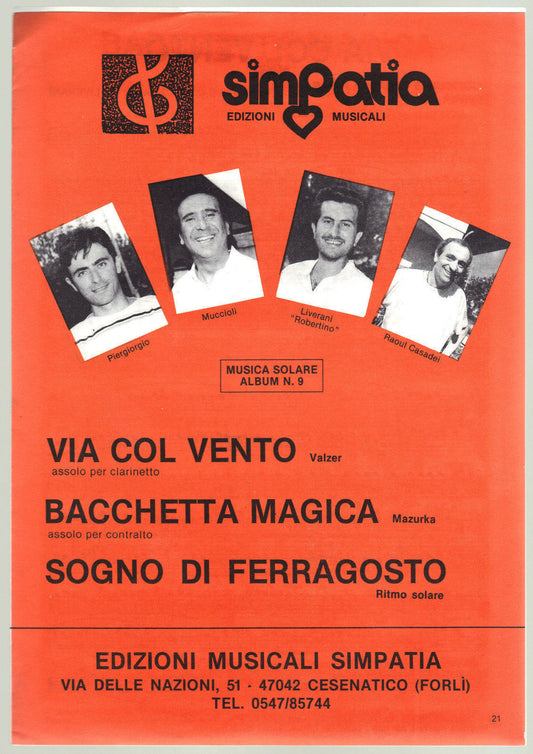 simpatia
EDIZIONI MUSICALI
Piergiorgio
Muccioli
Liverani
"Robertino"
Raoul Casadei
MUSICA SOLARE
ALBUM N. 9
VIA COL VENTO Valzer
assolo per clarinetto
BACCHETTA MAGICA Mazurka
assolo per contralto
SOGNO DI FERRAGOSTO
Ritmo solare
EDIZIONI MUSICALI SIMPATIA
VIA DELLE NAZIONI, 51 - 47042 CESENATICO (FORLÌ)
TEL. 0547/85744
21